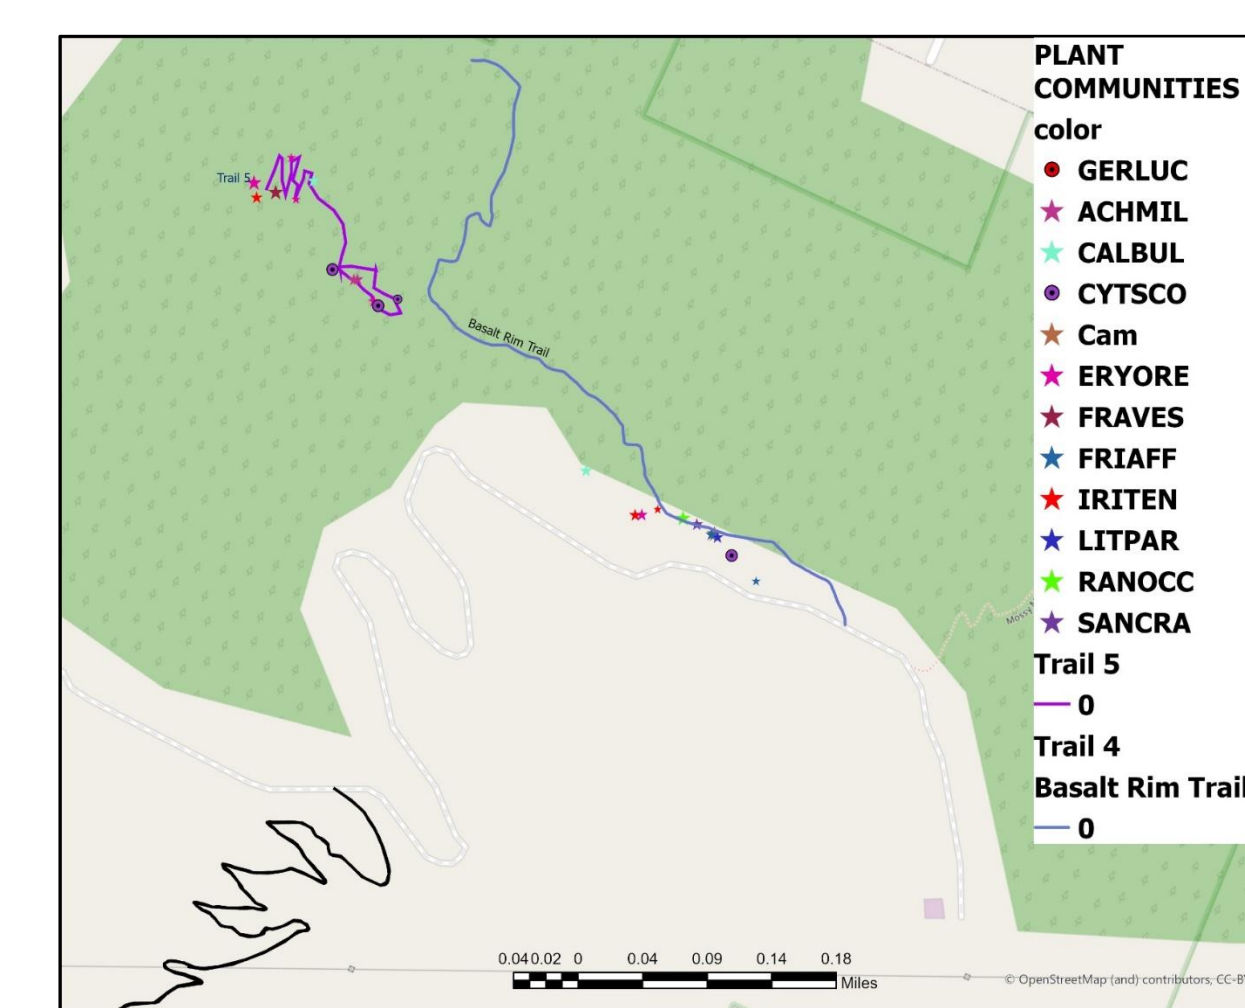 PLANT
COMMUNITIES
color
GERLUC
ACHMIL
CALBUL
CYTSCO
Cam
ERYORE
FRAVES
FRIAFF
IRITEN
LITPAR
RANOCC
SANCRA
Trail 5
0
Trail 4
Basalt Rim Trail
0
Trail 5
Basalt Rim Trail
Mossy
0.04 0.02 0 0.04 0.09 0.14 0.18
Miles
© OpenStreetMap (and) contributors, CC-B